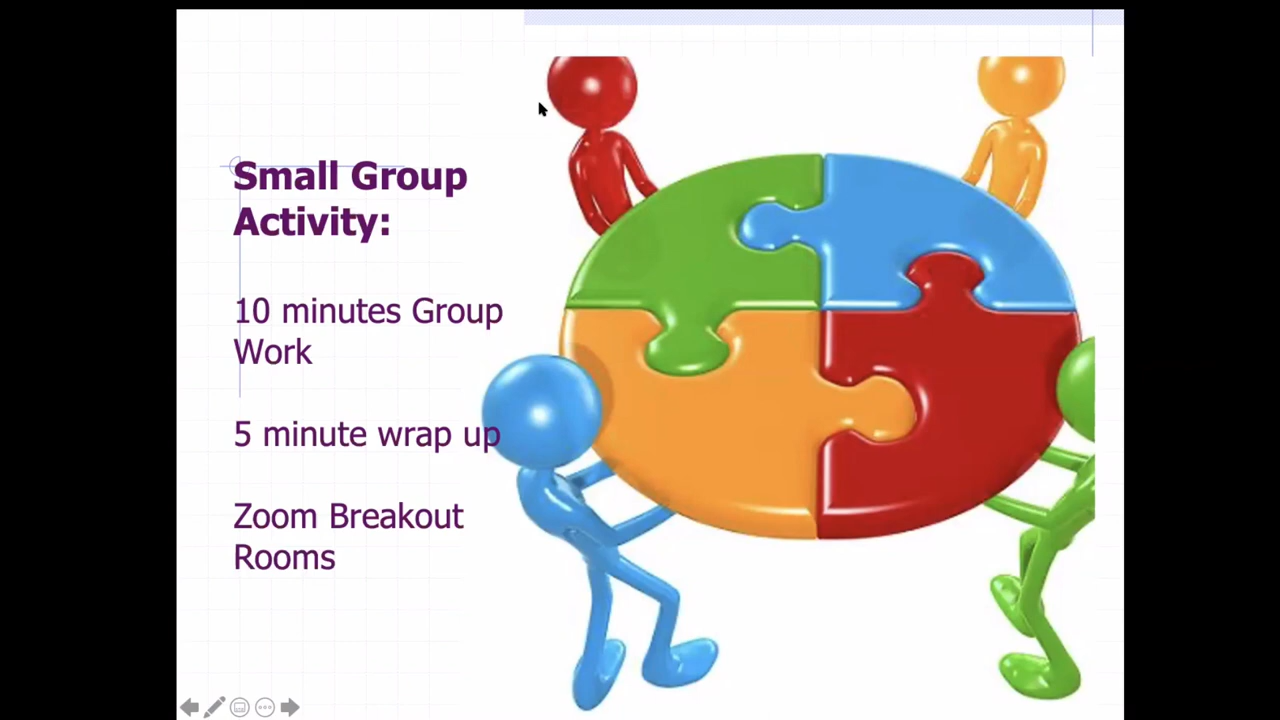 Small Group
Activity:
10 minutes Group
Work
5 minute wrap up
Zoom Breakout
Rooms